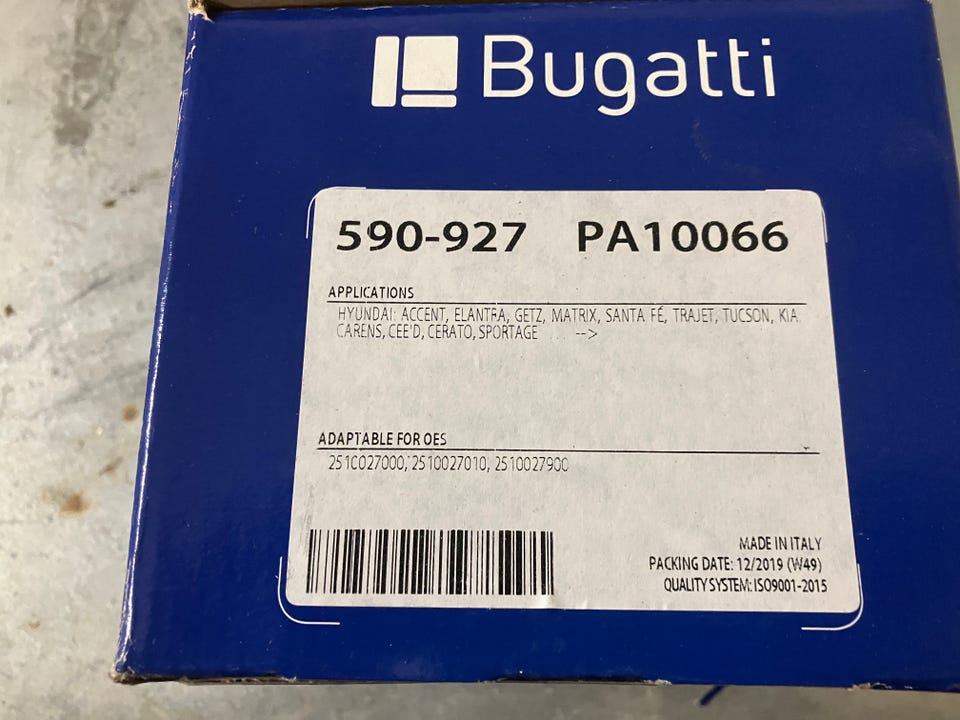 Bugatti
590-927 PA10066
APPLICATIONS
HYUNDAI: ACCENT, ELANTRA, GETZ, MATRIX, SANTA FÉ, TRAJET, TUCSON, KIA
CARENS, CEE'D, CERATO, SPORTAGE ... -->
ADAPTABLE FOR OES
2510027000, 2510027010, 2510027900
MADE IN ITALY
PACKING DATE: 12/2019 (W49)
QUALITY SYSTEM: ISO9001-2015